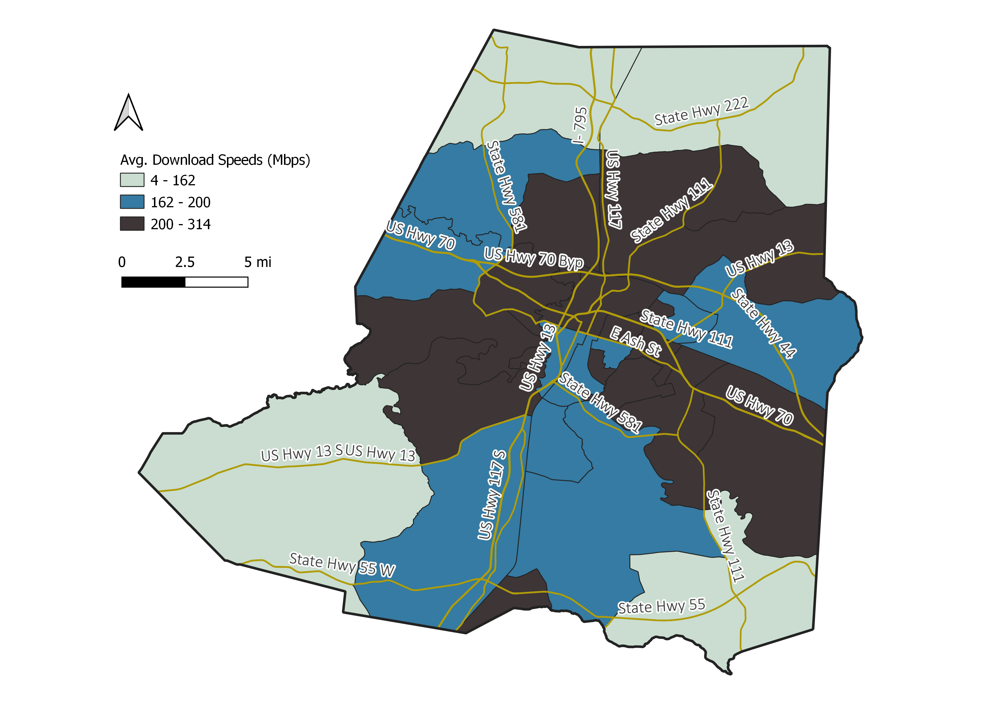 State Hwy 222
I- 795
Avg. Download Speeds (Mbps)
4 - 162
162 - 200
200 - 314
0 2.5 5 mi
State Hwy 581
US Hwy 117
State Hwy 111
US Hwy 70
US Hwy 70 Byp
US Hwy 13
State Hwy 44
State Hwy 111
E Ash St
US Hwy 13
State Hwy 581
US Hwy 70
US Hwy 13 S
US Hwy 13
US Hwy 117 S
State Hwy 111
State Hwy 55 W
State Hwy 55